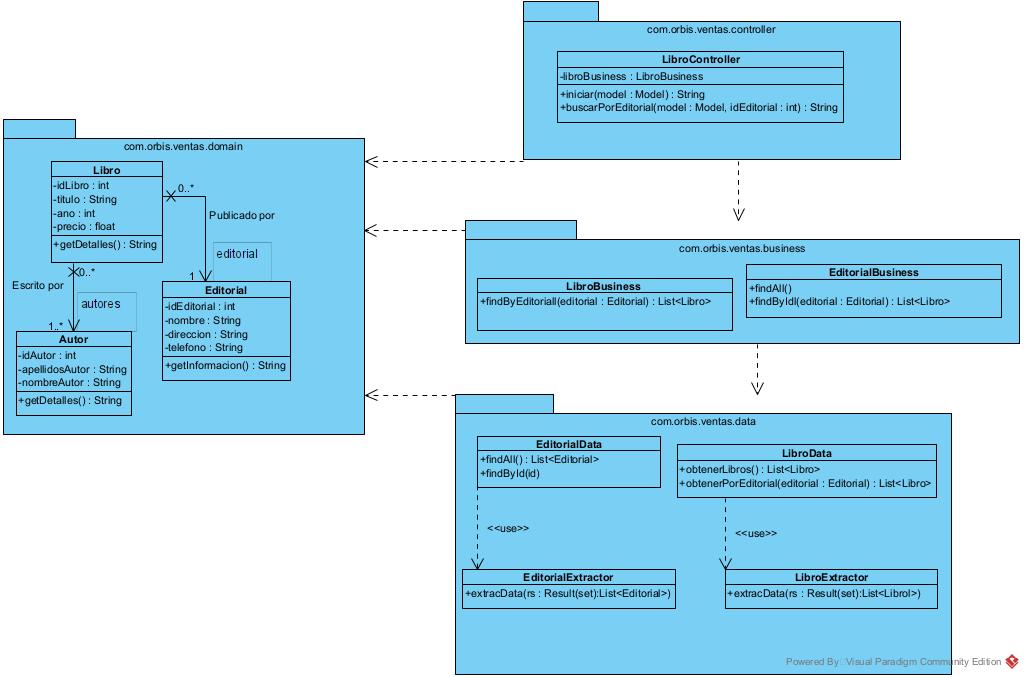 com.orbis.ventas.controller
LibroController
-libroBusiness : LibroBusiness
+iniciar(model : Model) : String
+buscarPorEditorial(model : Model, idEditorial : int) : String
com.orbis.ventas.domain
Libro
-idLibro : int
-titulo : String
-ano : int
-precio : float
+getDetalles() : String
0..*
Publicado por
editorial
1
0..*
Escrito por
autores
1..*
Editorial
-idEditorial : int
-nombre : String
-direccion : String
-telefono : String
+getInformacion() : String
Autor
-idAutor : int
-apellidosAutor : String
-nombreAutor : String
+getDetalles() : String
com.orbis.ventas.business
LibroBusiness
+findByEditoriall(editorial : Editorial) : List<Libro>
EditorialBusiness
+findAll()
+findByIdl(editorial : Editorial) : List<Libro>
com.orbis.ventas.data
EditorialData
+findAll() : List<Editorial>
+findById(id)
LibroData
+obtenerLibros() : List<Libro>
+obtenerPorEditorial(editorial : Editorial) : List<Libro>
<<use>>
<<use>>
EditorialExtractor
+extracData(rs : Result(set):List<Editorial>)
LibroExtractor
+extracData(rs : Result(set):List<Librol>)
Powered By: Visual Paradigm Community Edition